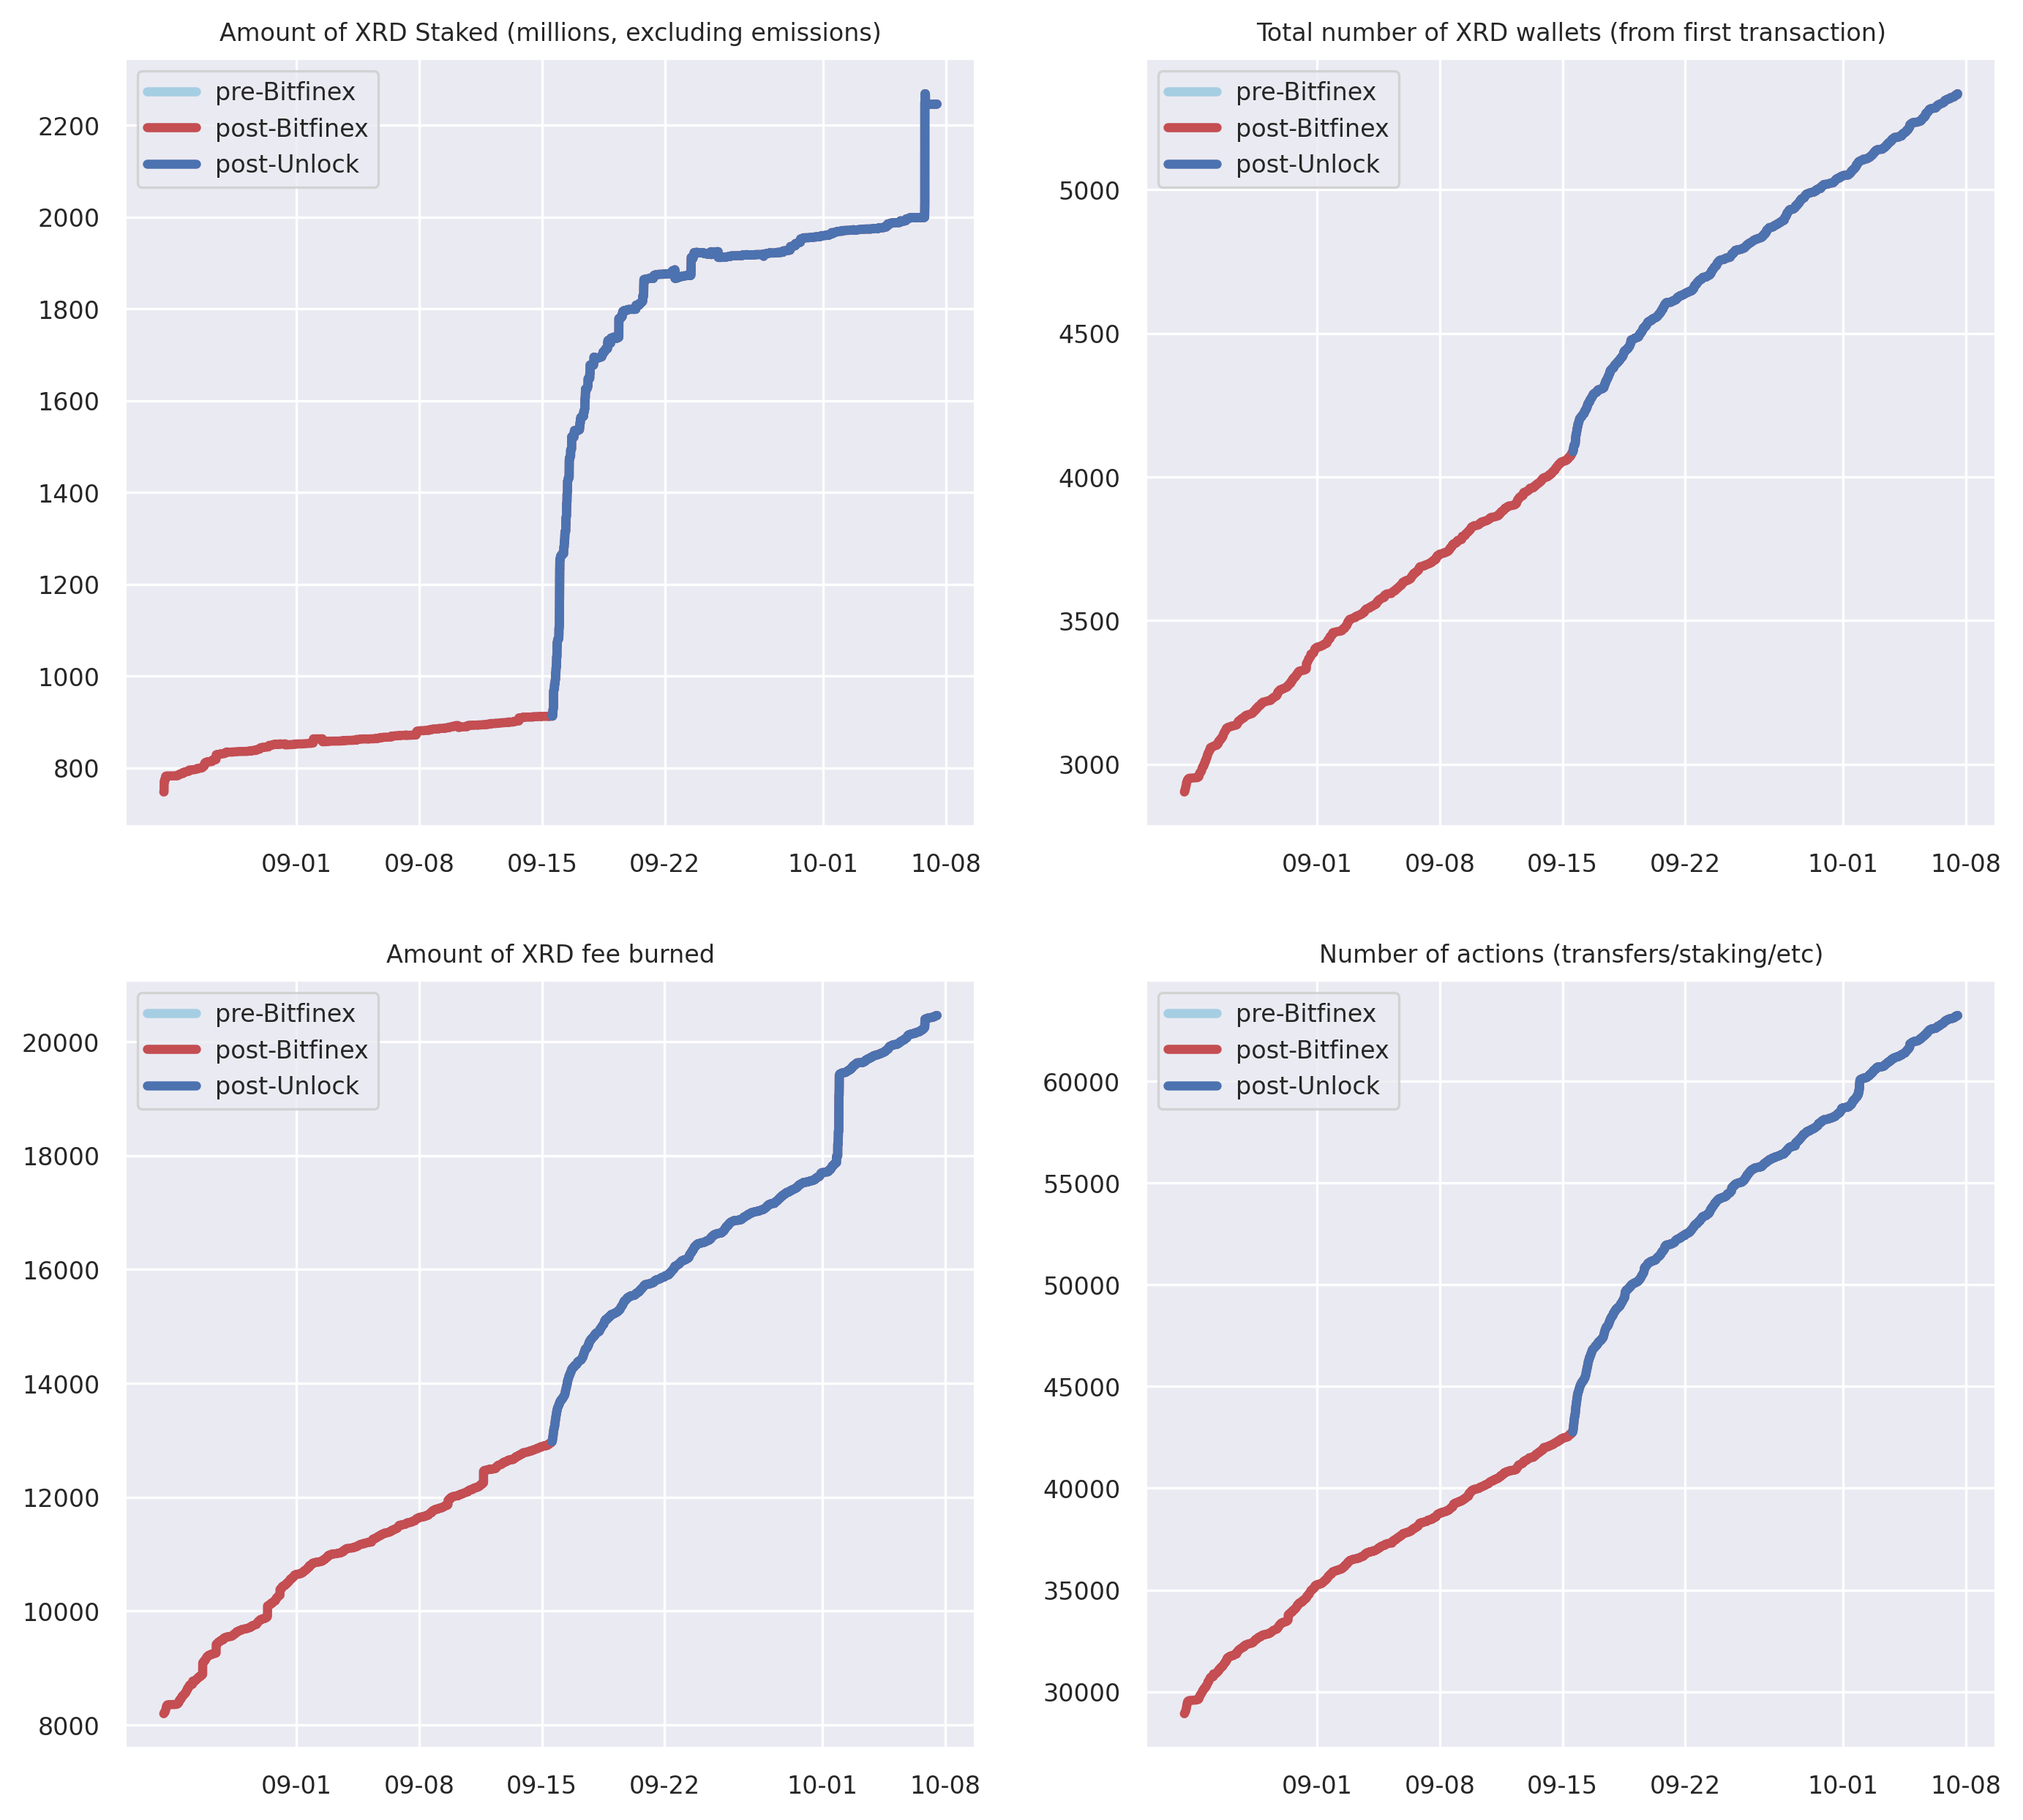 Amount of XRD Staked (millions, excluding emissions)
pre-Bitfinex
post-Bitfinex
post-Unlock
2200
2000
1800
1600
1400
1200
1000
800
09-01 09-08 09-15 09-22 10-01 10-08
Total number of XRD wallets (from first transaction)
pre-Bitfinex
post-Bitfinex
post-Unlock
5000
4500
4000
3500
3000
09-01 09-08 09-15 09-22 10-01 10-08
Amount of XRD fee burned
pre-Bitfinex
post-Bitfinex
post-Unlock
20000
18000
16000
14000
12000
10000
8000
09-01 09-08 09-15 09-22 10-01 10-08
Number of actions (transfers/staking/etc)
pre-Bitfinex
post-Bitfinex
post-Unlock
60000
55000
50000
45000
40000
35000
30000
09-01 09-08 09-15 09-22 10-01 10-08